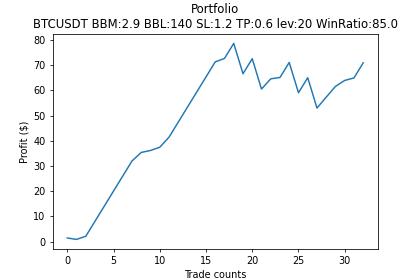 Portfolio
BTCUSDT BBM:2.9 BBL:140 SL:1.2 TP:0.6 lev:20 WinRatio:85.0
80
70
60
50
40
30
20
10
0
Profit ($)
0 5 10 15 20 25 30
Trade counts